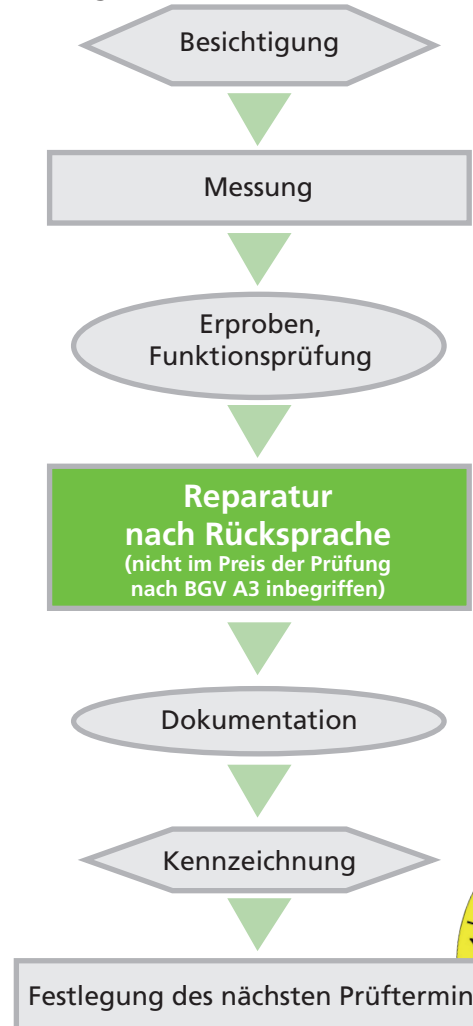 Besichtigung
Messung
Erproben,
Funktionsprüfung
Reparatur
nach Rücksprache
(nicht im Preis der Prüfung
nach BGV A3 inbegriffen)
Dokumentation
Kennzeichnung
Festlegung des nächsten Prüftermin